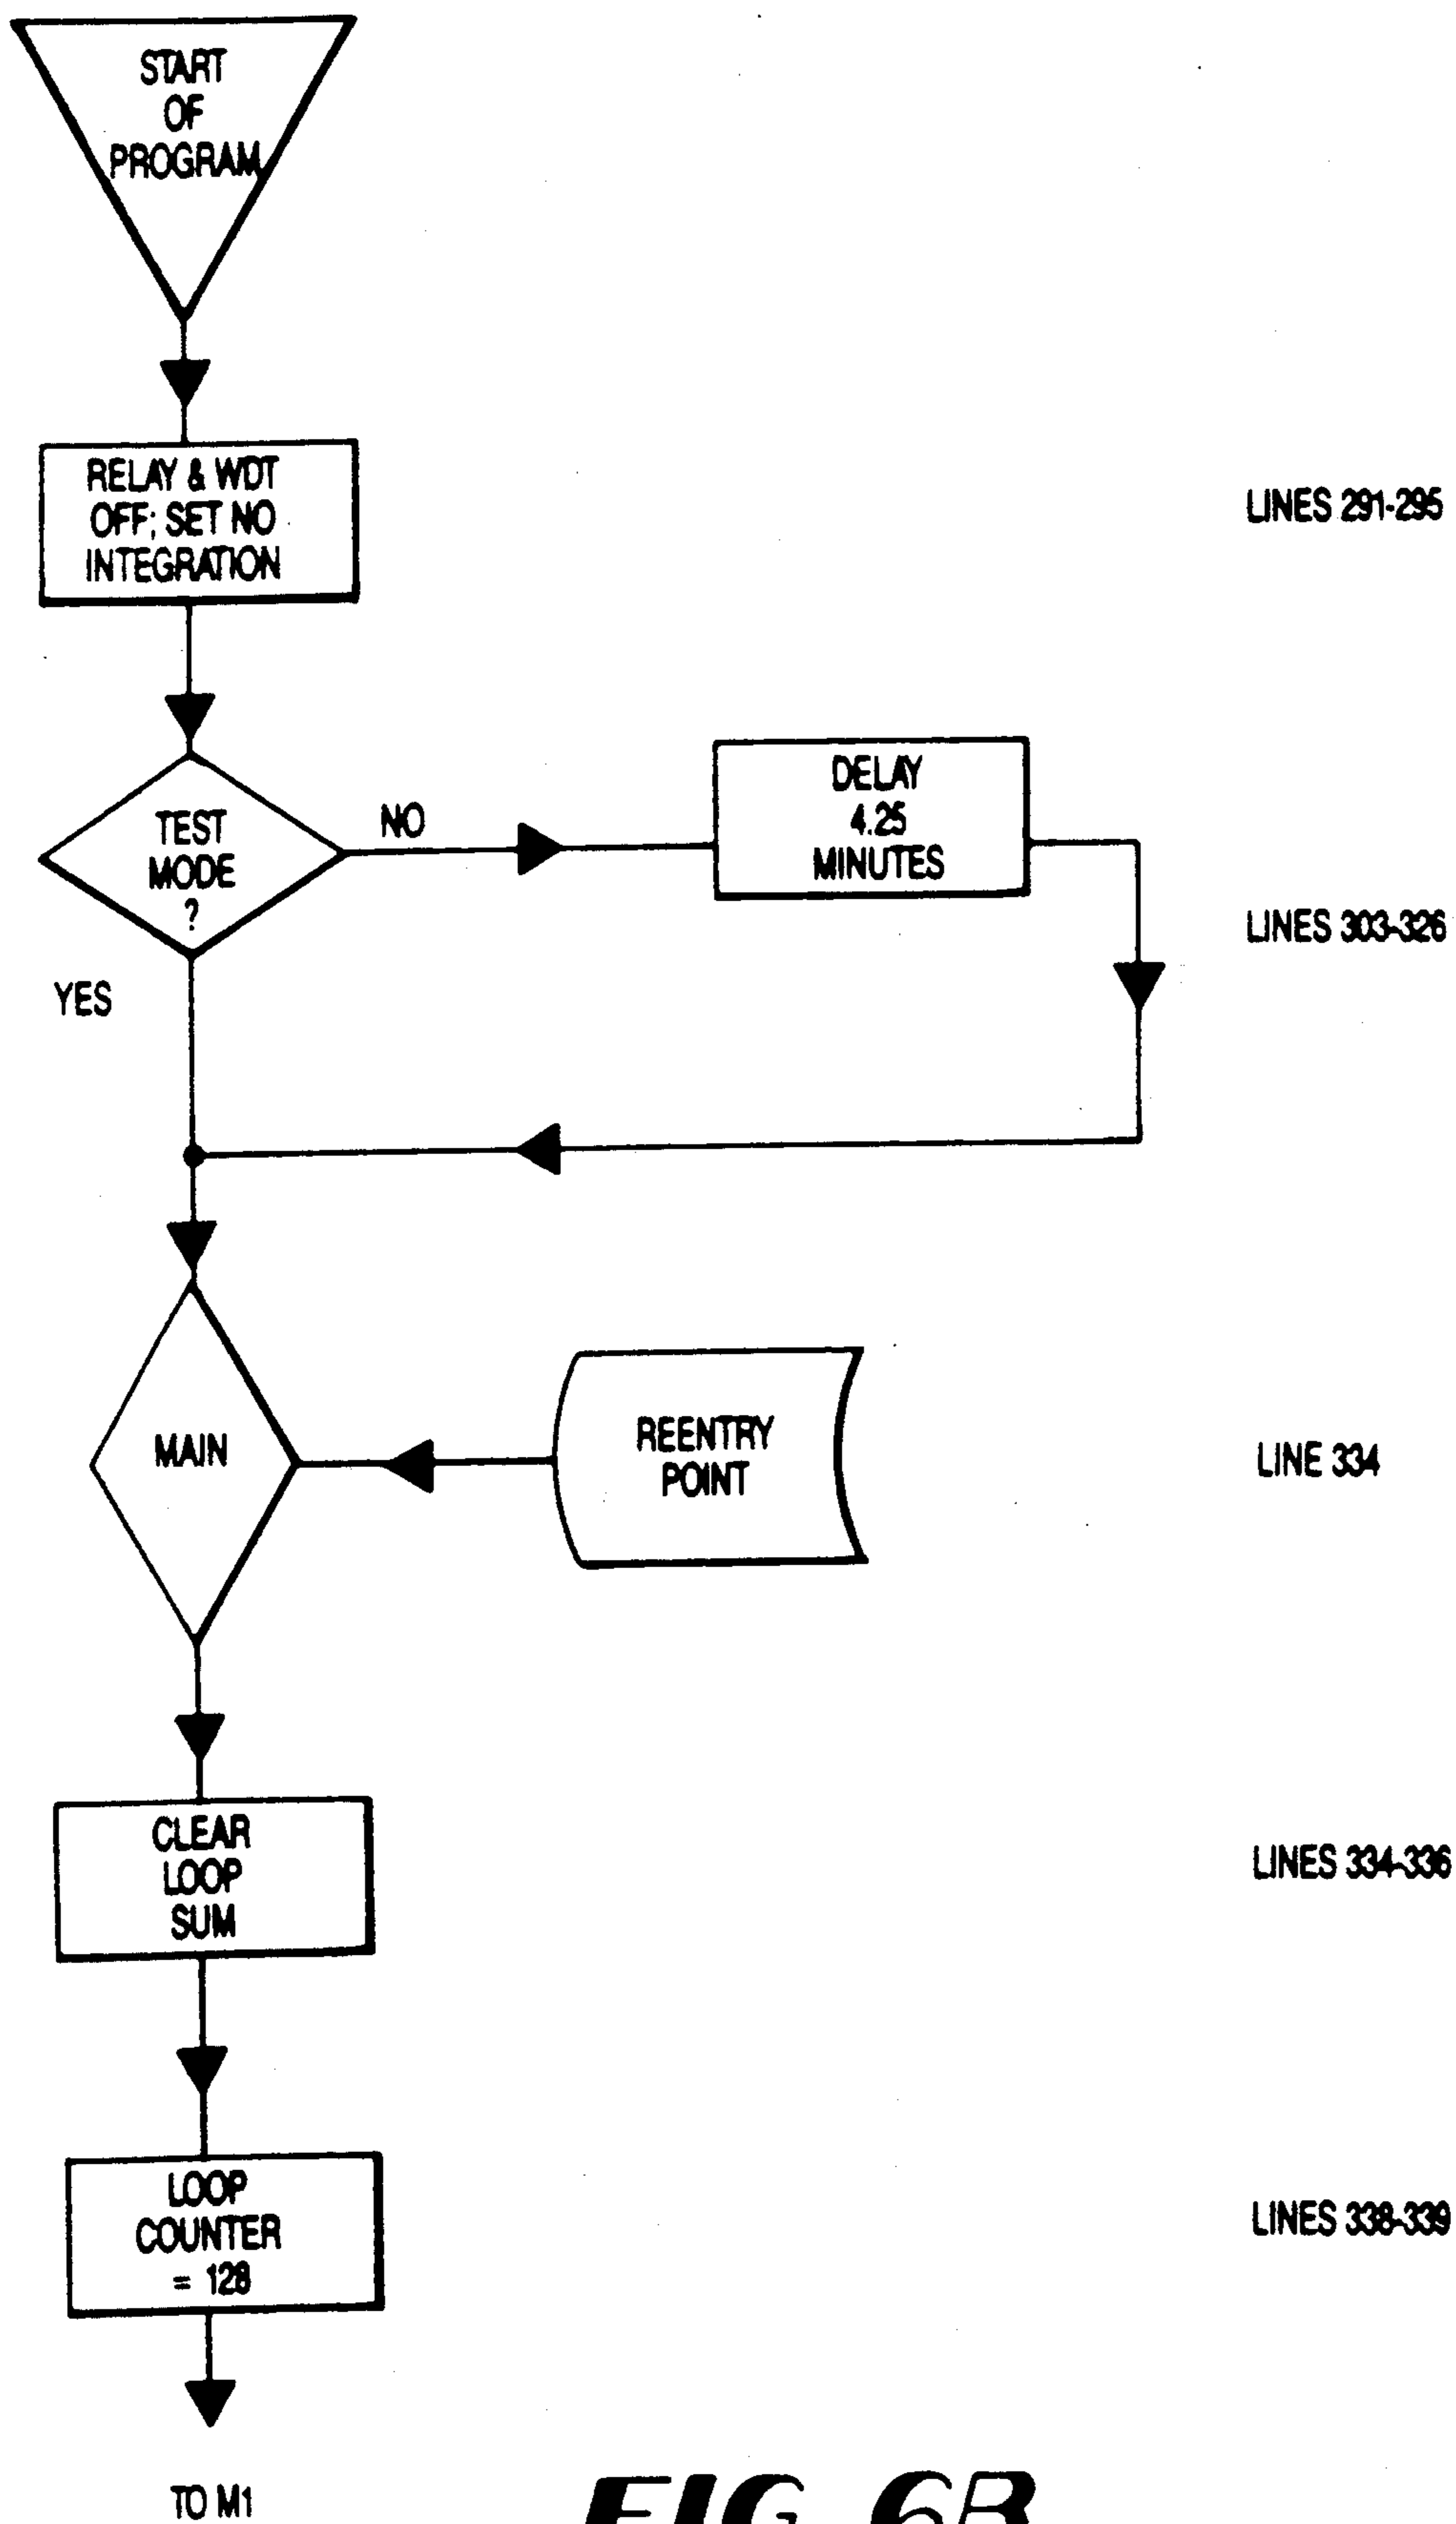 START
OF
PROGRAM
RELAY & WDT
OFF; SET NO
INTEGRATION
LINES 291-295
TEST
MODE
?
NO
DELAY
4.25
MINUTES
LINES 303-326
YES
MAIN
REENTRY
POINT
LINE 334
CLEAR
LOOP
SUM
LINES 334-336
LOOP
COUNTER
= 128
LINES 338-339
TO M1
FIG. 6B